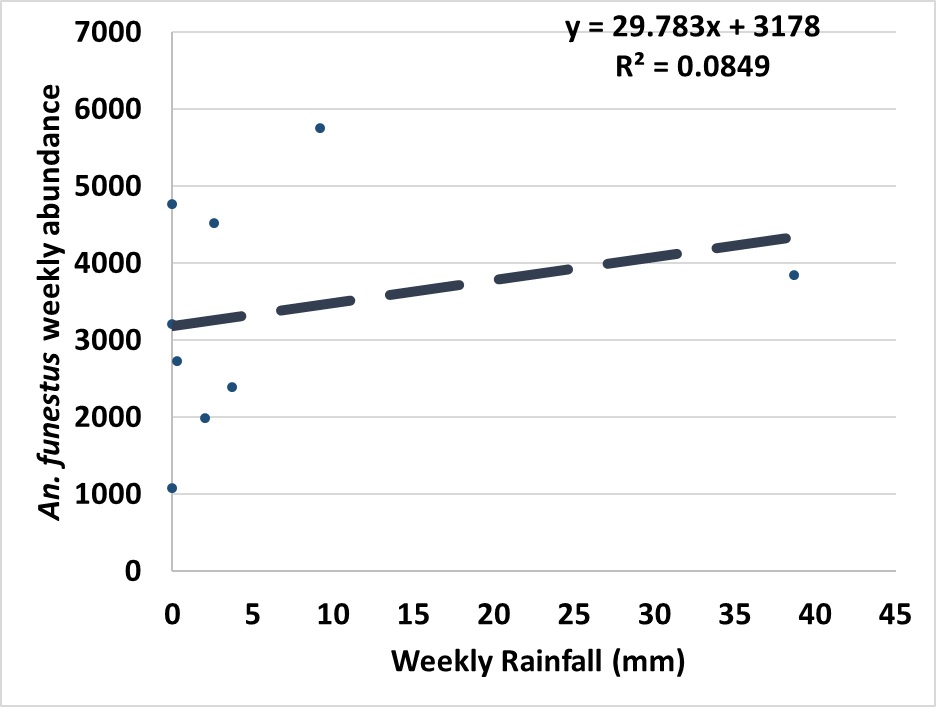 y = 29.783x + 3178
R² = 0.0849
An. funestus weekly abundance
7000
6000
5000
4000
3000
2000
1000
0
0 5 10 15 20 25 30 35 40 45
Weekly Rainfall (mm)